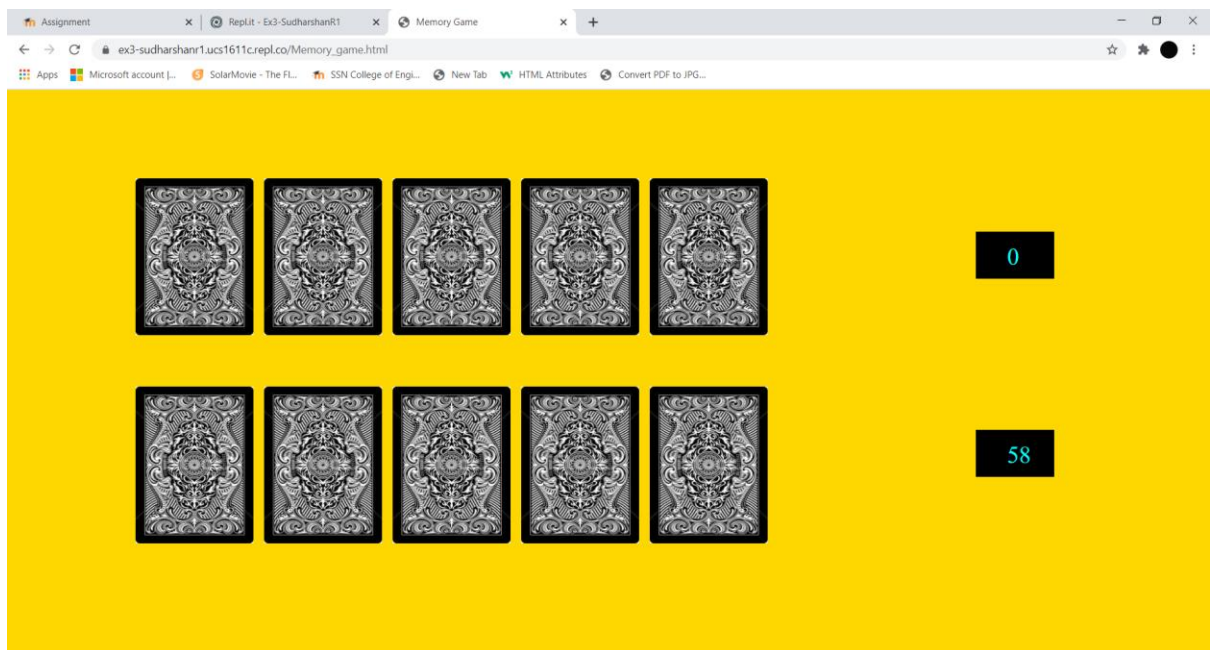 Assignment
Repl.it - Ex3-SudharshanR1
Memory Game
ex3-sudharshanr1.ucs1611c.repl.co/Memory_game.html
Apps
Microsoft account |...
SolarMovie - The Fl...
SSN College of Engi...
New Tab
HTML Attributes
Convert PDF to JPG...
0
58